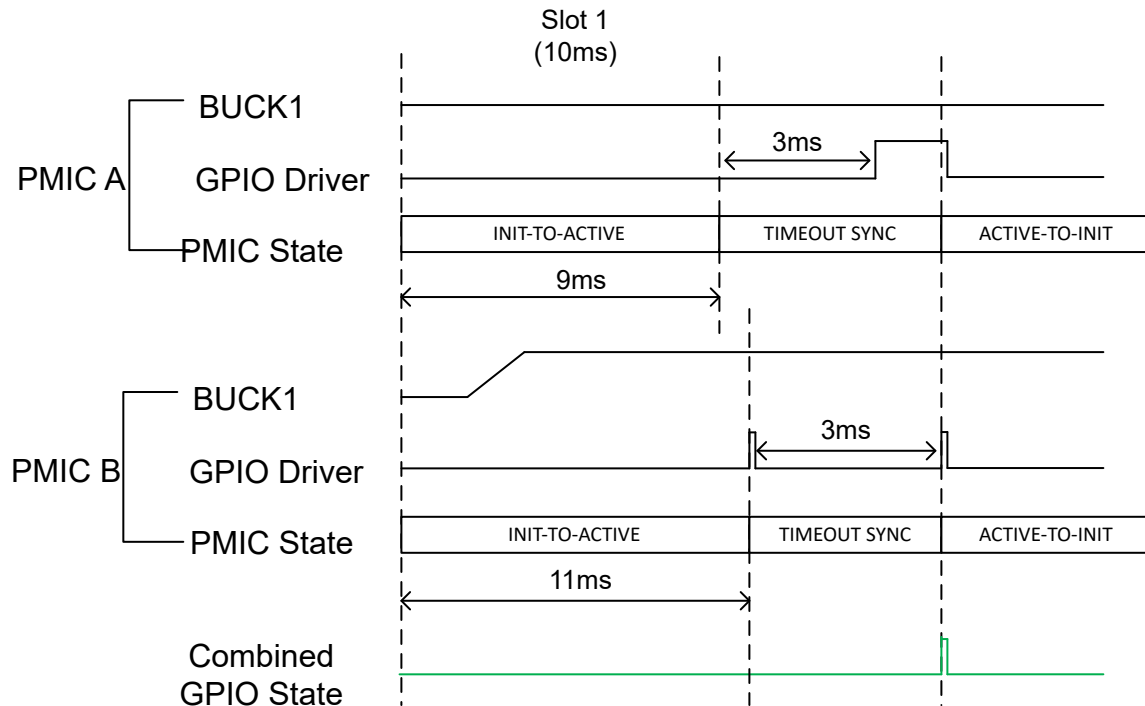 Slot 1
(10ms)
BUCK1
3ms
PMIC A
GPIO Driver
PMIC State
INIT-TO-ACTIVE
TIMEOUT SYNC
ACTIVE-TO-INIT
9ms
BUCK1
3ms
PMIC B
GPIO Driver
PMIC State
INIT-TO-ACTIVE
TIMEOUT SYNC
ACTIVE-TO-INIT
11ms
Combined
GPIO State